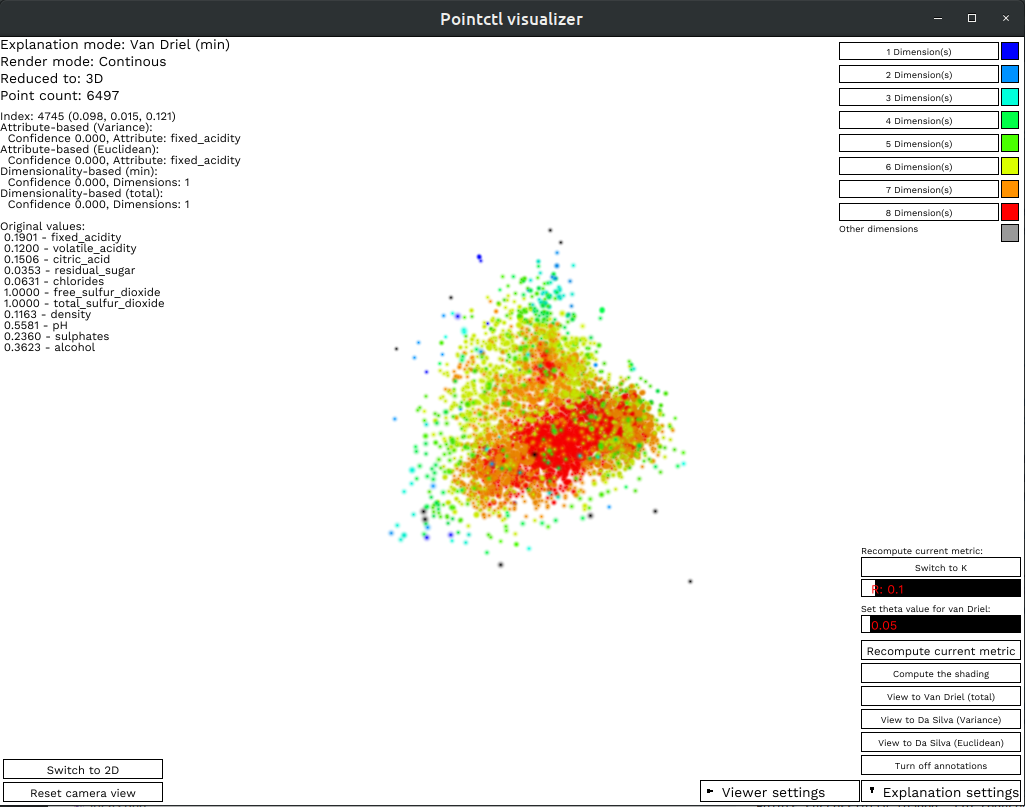 Pointctl visualizer
Explanation mode: Van Driel (min)
Render mode: Continous
Reduced to: 3D
Point count: 6497
Index: 4745 (0.098, 0.015, 0.121)
Attribute-based (Variance):
Confidence 0.000, Attribute: fixed_acidity
Attribute-based (Euclidean):
Confidence 0.000, Attribute: fixed_acidity
Dimensionality-based (min):
Confidence 0.000, Dimensions: 1
Dimensionality-based (total):
Confidence 0.000, Dimensions: 1
Original values:
0.1901 - fixed_acidity
0.1200 - volatile_acidity
0.1506 - citric_acid
0.0353 - residual_sugar
0.0631 - chlorides
1.0000 - free_sulfur_dioxide
1.0000 - total_sulfur_dioxide
0.1163 - density
0.5581 - pH
0.2360 - sulphates
0.3623 - alcohol
1 Dimension(s)
2 Dimension(s)
3 Dimension(s)
4 Dimension(s)
5 Dimension(s)
6 Dimension(s)
7 Dimension(s)
8 Dimension(s)
Other dimensions
Recompute current metric:
Switch to K
R: 0.1
Set theta value for van Driel:
0.05
Recompute current metric
Compute the shading
View to Van Driel (total)
View to Da Silva (Variance)
View to Da Silva (Euclidean)
Turn off annotations
Switch to 2D
Reset camera view
Viewer settings
Explanation settings